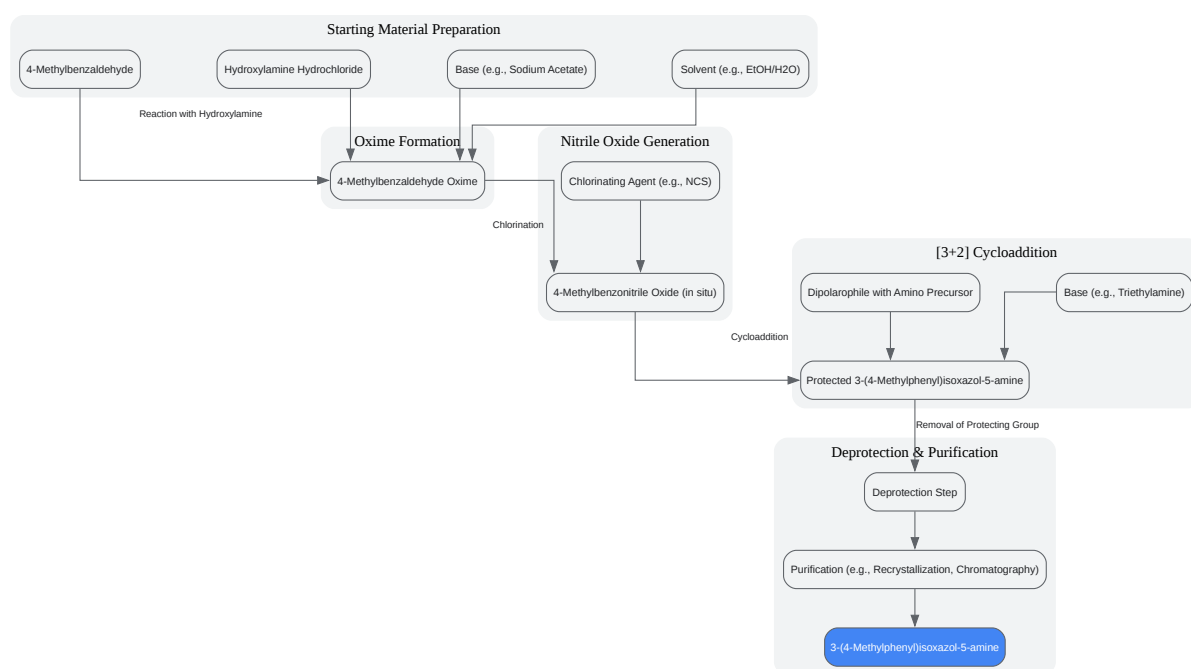 Starting Material Preparation
4-Methylbenzaldehyde
Hydroxylamine Hydrochloride
Base (e.g., Sodium Acetate)
Solvent (e.g., EtOH/H2O)
Reaction with Hydroxylamine
Oxime Formation
Nitrile Oxide Generation
4-Methylbenzaldehyde Oxime
Chlorinating Agent (e.g., NCS)
Chlorination
[3+2] Cycloaddition
4-Methylbenzonitrile Oxide (in situ)
Dipolarophile with Amino Precursor
Base (e.g., Triethylamine)
Cycloaddition
Protected 3-(4-Methylphenyl)isoxazol-5-amine
Removal of Protecting Group
Deprotection & Purification
Deprotection Step
Purification (e.g., Recrystallization, Chromatography)
3-(4-Methylphenyl)isoxazol-5-amine